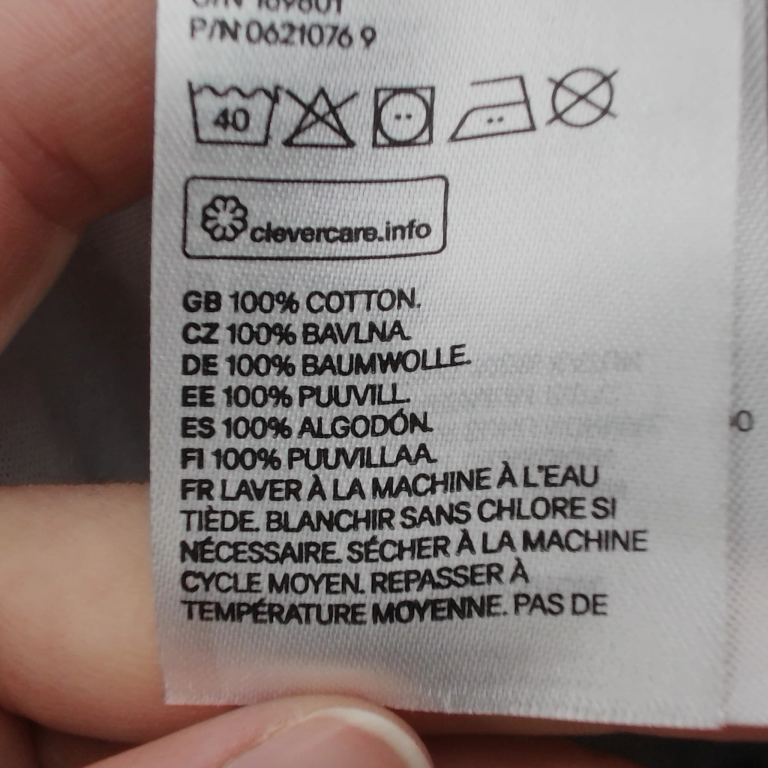 P/N 0621076 9
40
clevercare.info
GB 100% COTTON.
CZ 100% BAVLNA.
DE 100% BAUMWOLLE.
EE 100% PUUVILL.
ES 100% ALGODÓN.
FI 100% PUUVILLAA.
FR LAVER À LA MACHINE À L'EAU
TIÈDE. BLANCHIR SANS CHLORE SI
NÉCESSAIRE. SÉCHER À LA MACHINE
CYCLE MOYEN. REPASSER À
TEMPÉRATURE MOYENNE. PAS DE